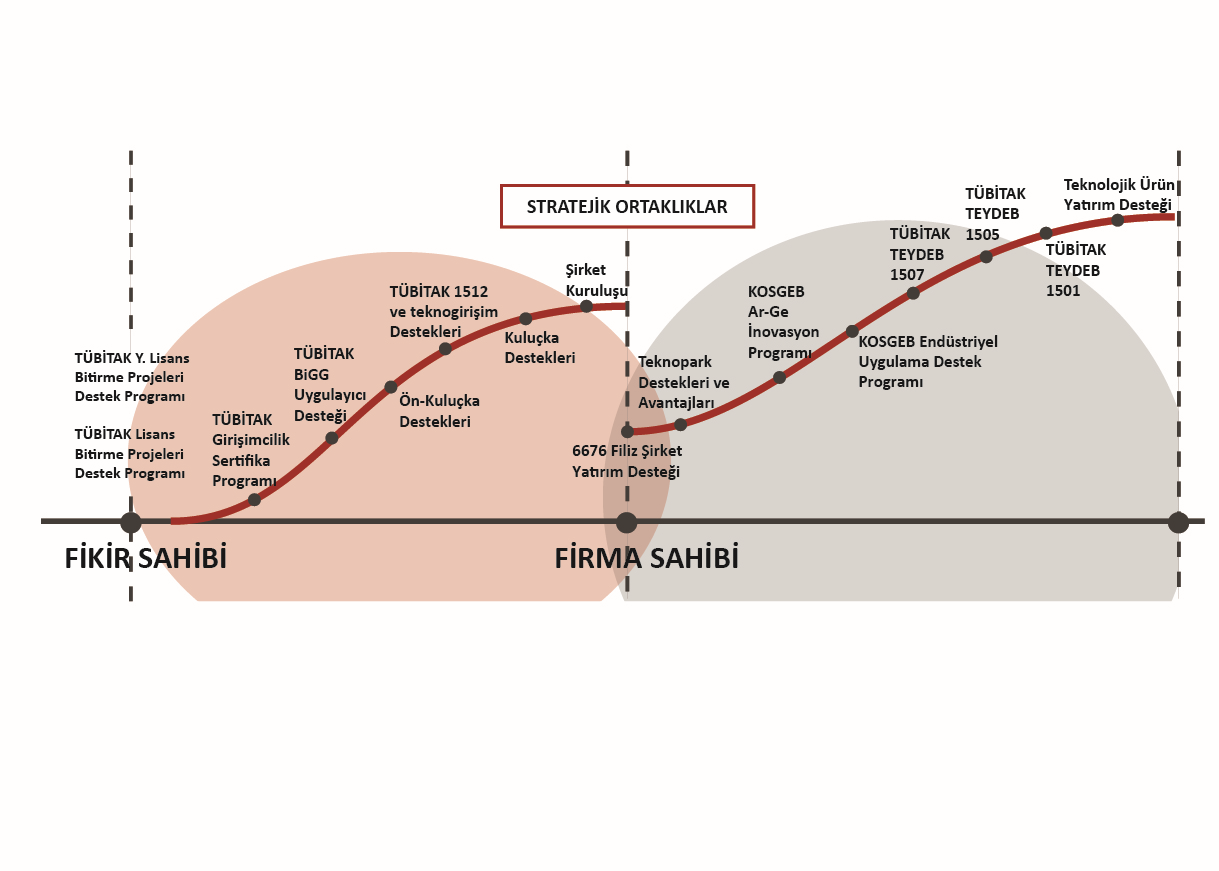 STRATEJİK ORTAKLIKLAR
TÜBİTAK Y. Lisans
Bitirme Projeleri
Destek Programı
TÜBİTAK Lisans
Bitirme Projeleri
Destek Programı
TÜBİTAK
Girişimcilik
Sertifika
Programı
TÜBİTAK
BiGG
Uygulayıcı
Desteği
Ön-Kuluçka
Destekleri
TÜBİTAK 1512
ve teknogirişim
Destekleri
Kuluçka
Destekleri
Şirket
Kuruluşu
6676 Filiz Şirket
Yatırım Desteği
Teknopark
Destekleri ve
Avantajları
KOSGEB
Ar-Ge
İnovasyon
Programı
KOSGEB Endüstriyel
Uygulama Destek
Programı
TÜBİTAK
TEYDEB
1507
TÜBİTAK
TEYDEB
1505
TÜBİTAK
TEYDEB
1501
Teknolojik Ürün
Yatırım Desteği
FİKİR SAHİBİ
FİRMA SAHİBİ